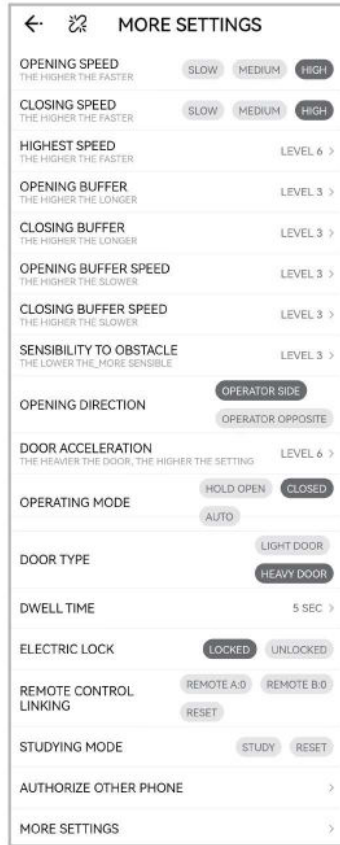 MORE SETTINGS
OPENING SPEED
THE HIGHER THE FASTER
SLOW MEDIUM HIGH
CLOSING SPEED
THE HIGHER THE FASTER
SLOW MEDIUM HIGH
HIGHEST SPEED
THE HIGHER THE FASTER
LEVEL 6 >
OPENING BUFFER
THE HIGHER THE LONGER
LEVEL 3 >
CLOSING BUFFER
THE HIGHER THE LONGER
LEVEL 3 >
OPENING BUFFER SPEED
THE HIGHER THE SLOWER
LEVEL 3 >
CLOSING BUFFER SPEED
THE HIGHER THE SLOWER
LEVEL 3 >
SENSIBILITY TO OBSTACLE
THE LOWER THE_MORE SENSIBLE
LEVEL 3 >
OPENING DIRECTION
OPERATOR SIDE
OPERATOR OPPOSITE
DOOR ACCELERATION
THE HEAVIER THE DOOR, THE HIGHER THE SETTING
LEVEL 6 >
OPERATING MODE
HOLD OPEN CLOSED
AUTO
DOOR TYPE
LIGHT DOOR
HEAVY DOOR
DWELL TIME
5 SEC >
ELECTRIC LOCK
LOCKED UNLOCKED
REMOTE CONTROL
LINKING
REMOTE A:0 REMOTE B:0
RESET
STUDYING MODE
STUDY RESET
AUTHORIZE OTHER PHONE >
MORE SETTINGS >